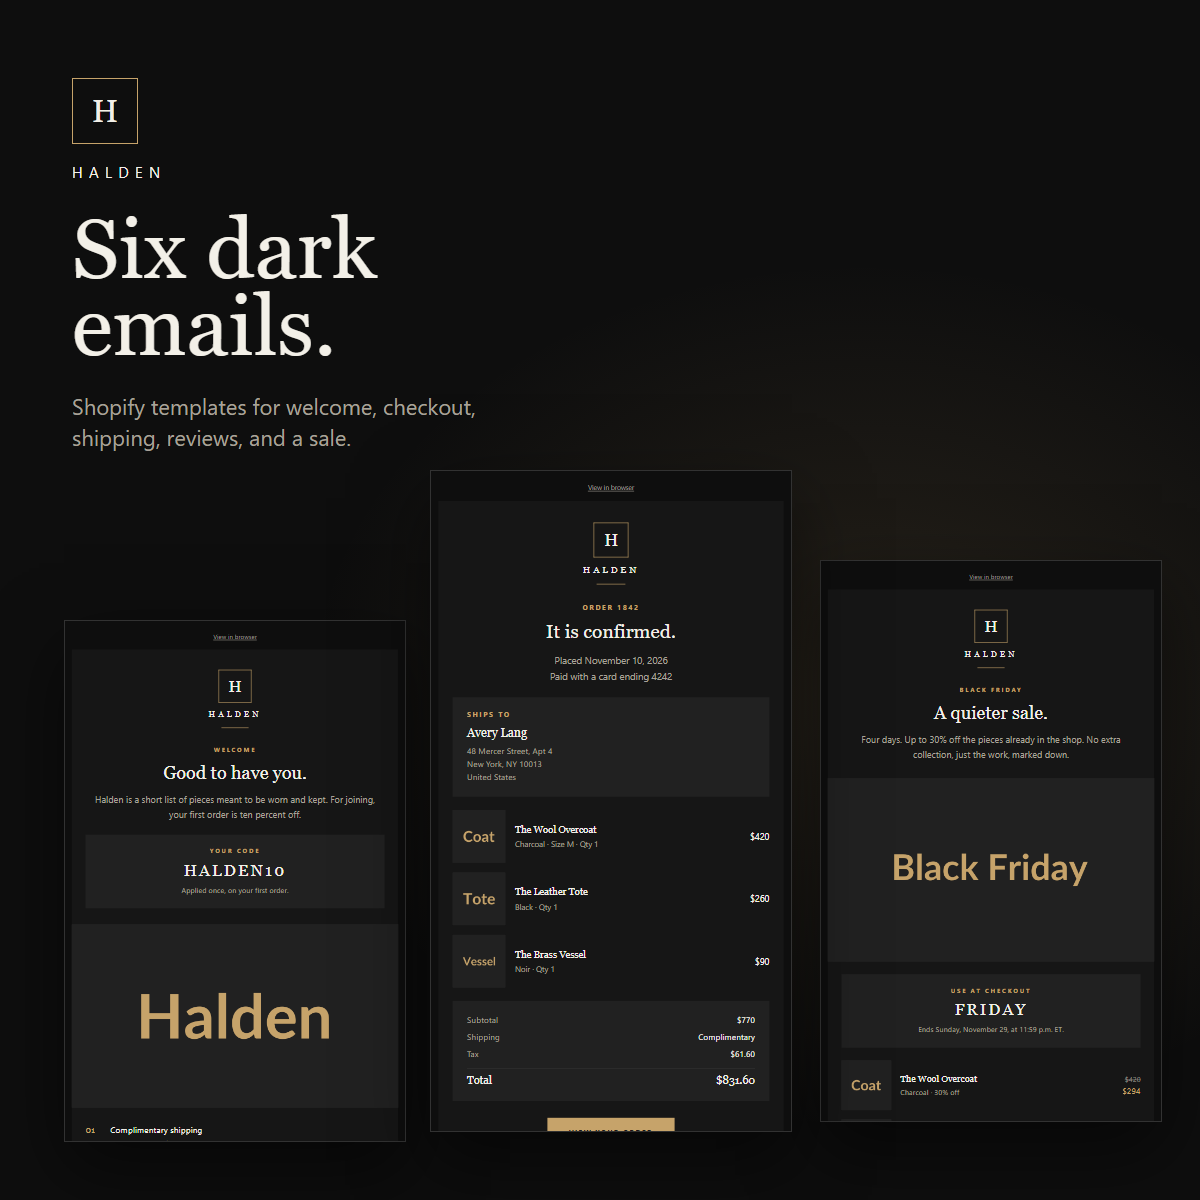 H
HALDEN
Six dark
emails.
Shopify templates for welcome, checkout,
shipping, reviews, and a sale.
View in browser
H
HALDEN
WELCOME
Good to have you.
Halden is a short list of pieces meant to be worn and kept. For joining,
your first order is ten percent off.
YOUR CODE
HALDEN10
Applied once, on your first order.
Halden
01 Complimentary shipping
View in browser
H
HALDEN
ORDER 1842
It is confirmed.
Placed November 10, 2026
Paid with a card ending 4242
SHIPS TO
Avery Lang
48 Mercer Street, Apt 4
New York, NY 10013
United States
Coat
The Wool Overcoat
Charcoal · Size M · Qty 1
$420
Tote
The Leather Tote
Black · Qty 1
$260
Vessel
The Brass Vessel
Noir · Qty 1
$90
Subtotal $770
Shipping Complimentary
Tax $61.60
Total $831.60
View in browser
H
HALDEN
BLACK FRIDAY
A quieter sale.
Four days. Up to 30% off the pieces already in the shop. No extra
collection, just the work, marked down.
Black Friday
USE AT CHECKOUT
FRIDAY
Ends Sunday, November 29, at 11:59 p.m. ET.
Coat
The Wool Overcoat
Charcoal · 30% off
$420
$294